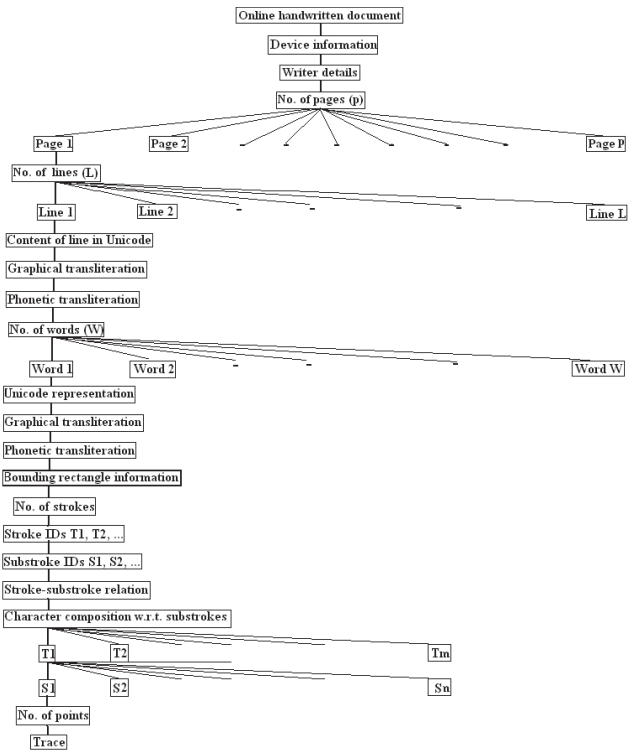 Online handwritten document
Device information
Writer details
No. of pages (p)
Page 1 Page 2 - - - - - - Page P
No. of lines (L)
Line 1 Line 2 - - - Line L
Content of line in Unicode
Graphical transliteration
Phonetic transliteration
No. of words (W)
Word 1 Word 2 - - - Word W
Unicode representation
Graphical transliteration
Phonetic transliteration
Bounding rectangle information
No. of strokes
Stroke IDs T1, T2, ...
Substroke IDs S1, S2, ...
Stroke-substroke relation
Character composition w.r.t. substrokes
T1 T2 Tm
S1 S2 Sn
No. of points
Trace